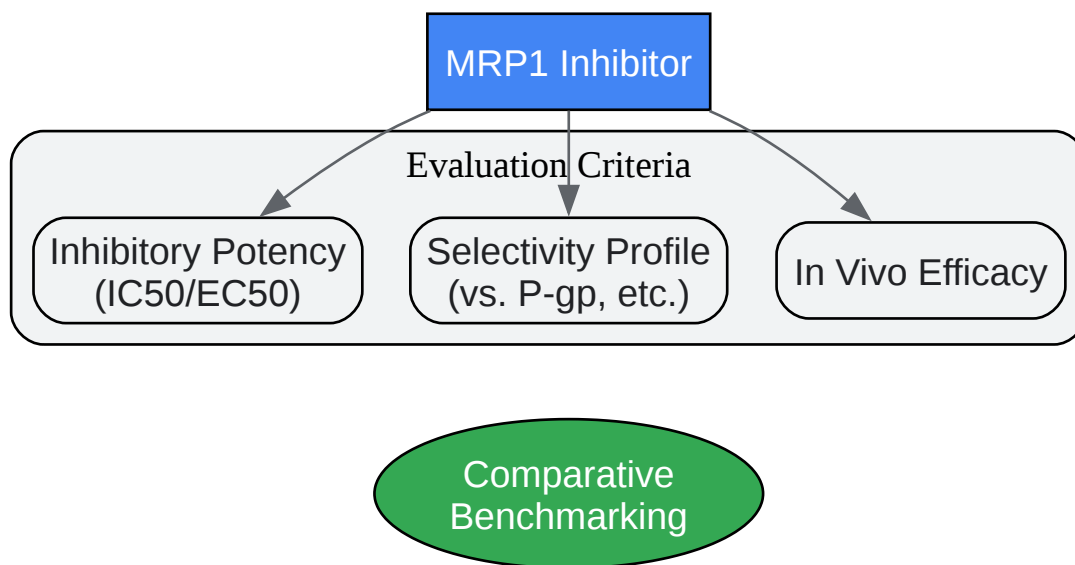 MRP1 Inhibitor
Evaluation Criteria
Inhibitory Potency
(IC50/EC50)
Selectivity Profile
(vs. P-gp, etc.)
In Vivo Efficacy
Comparative
Benchmarking